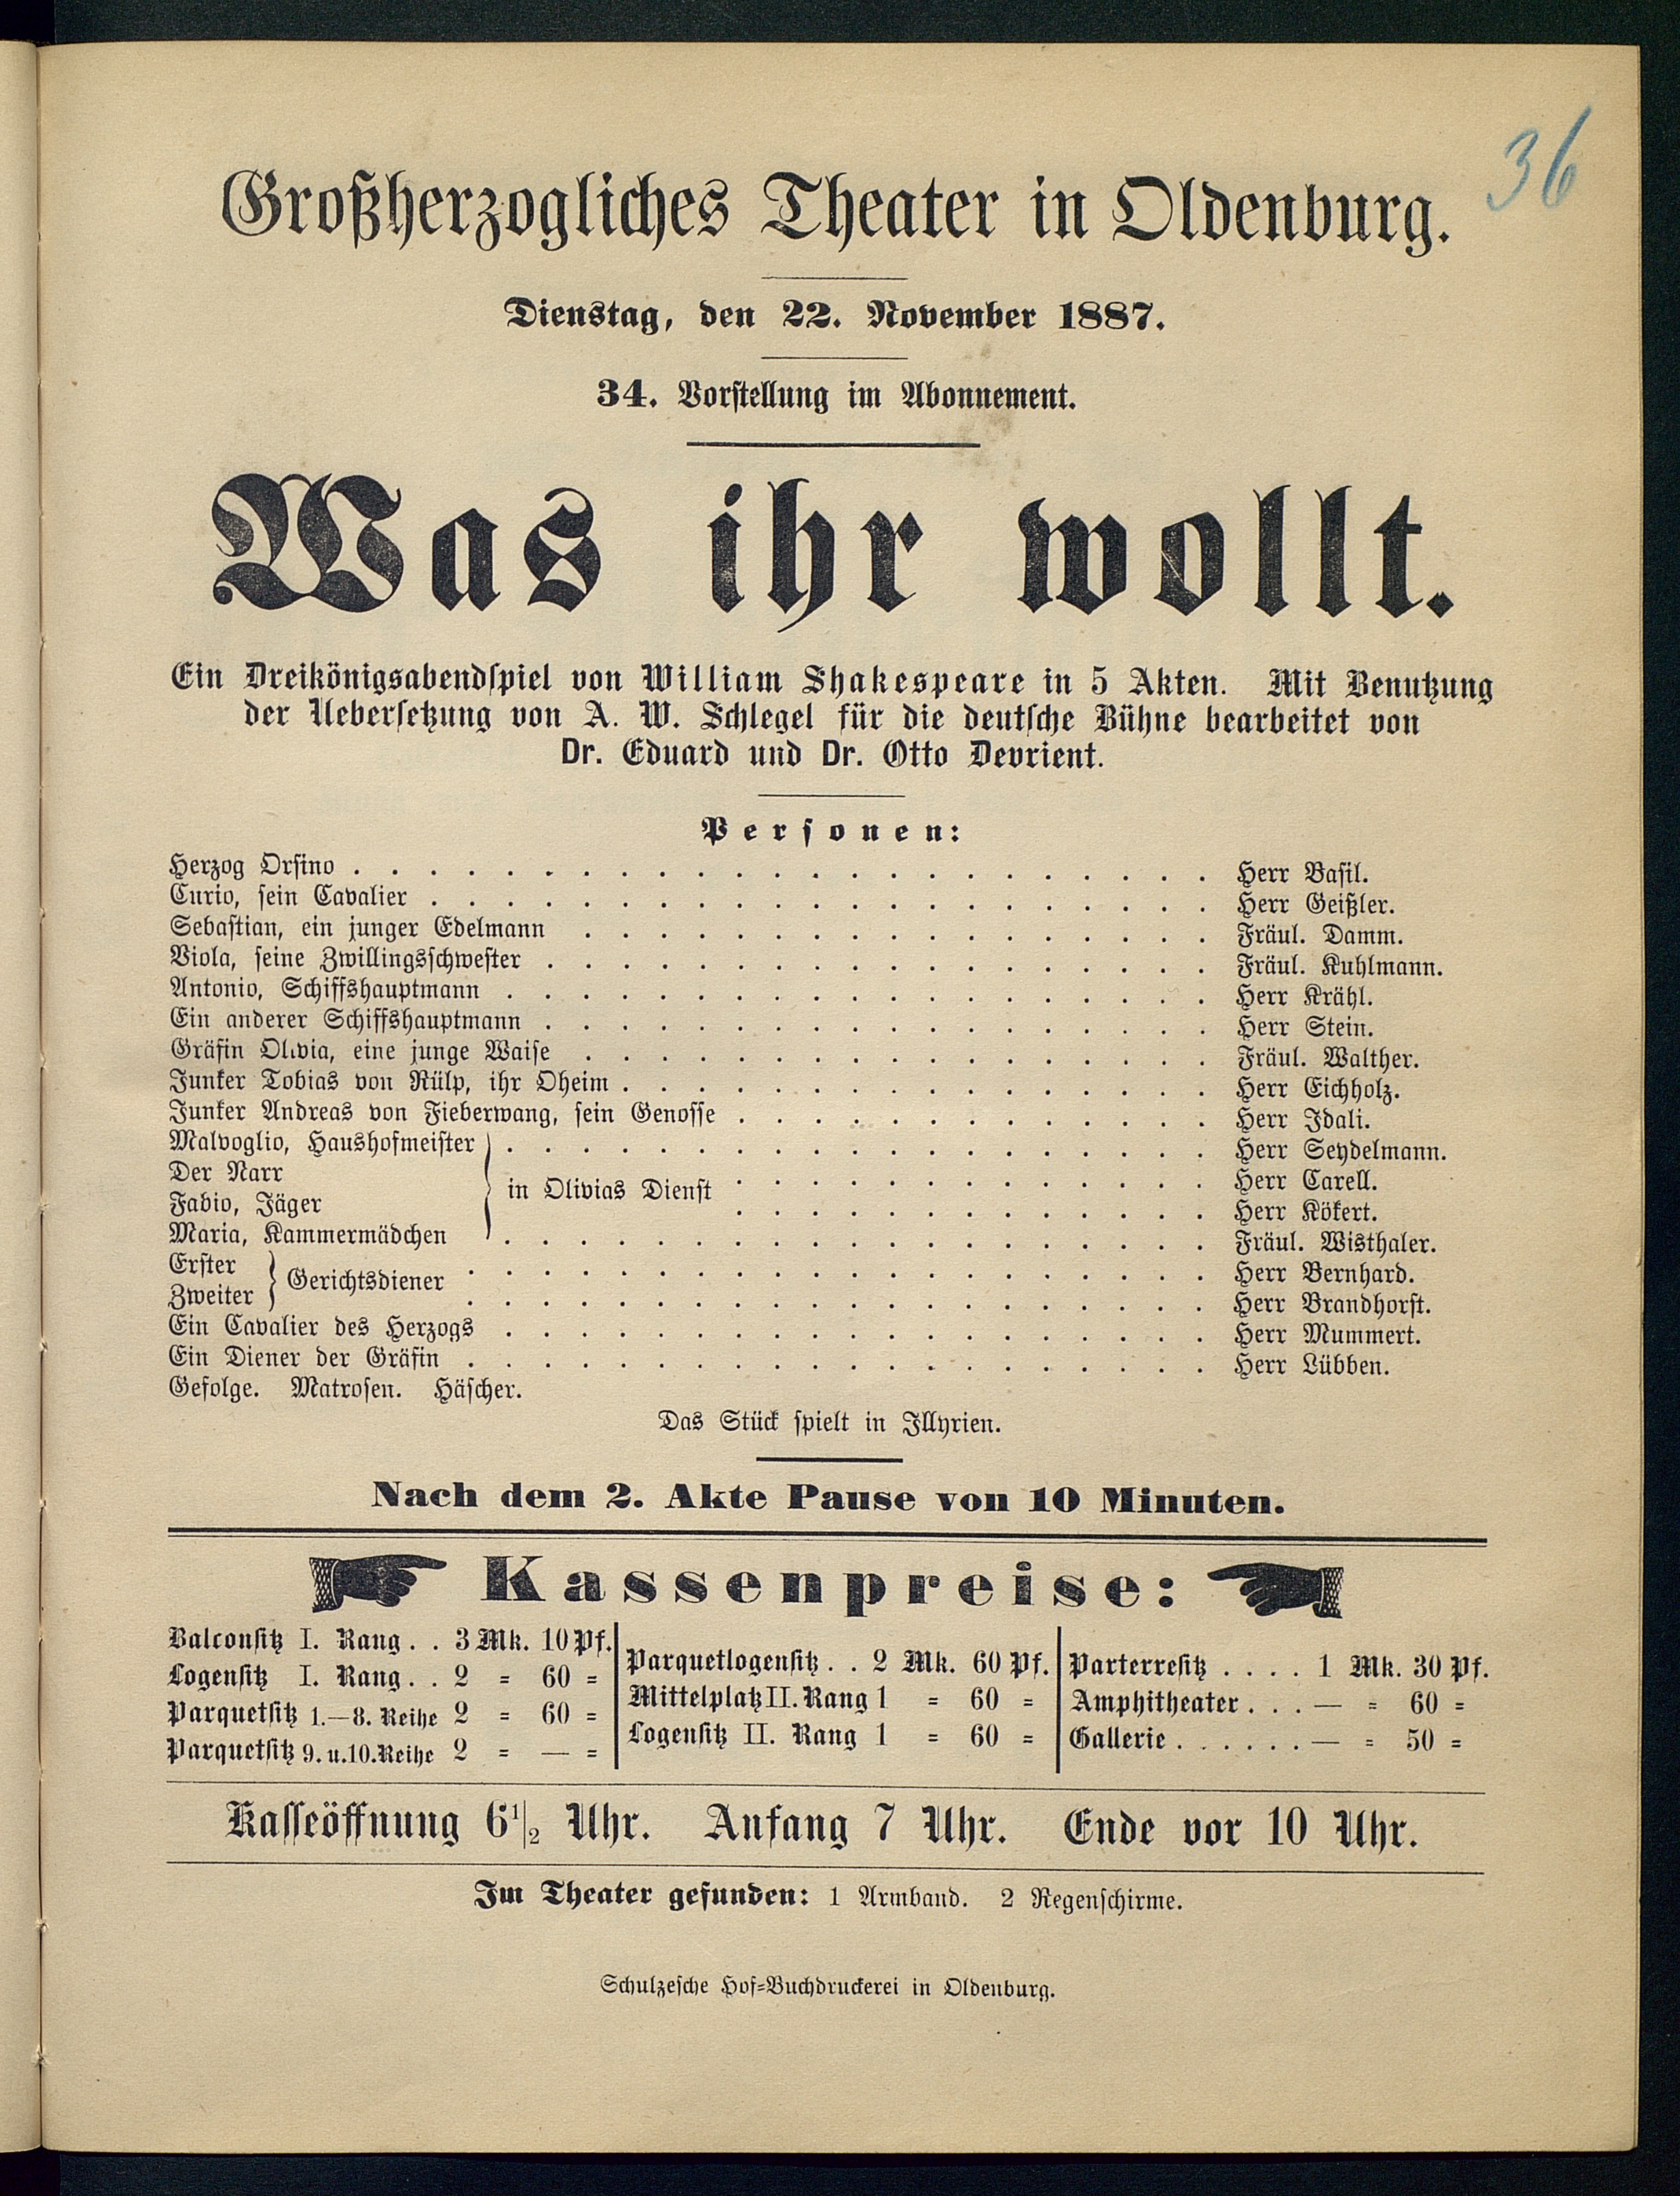 36
Großherzogliches Theater in Oldenburg.
Dienstag, den 22. November 1887.
34. Vorstellung im Abonnement.
Was ihr wollt.
Ein Dreikönigsabendspiel von William Shakespeare in 5 Akten. Mit Benutzung
der Uebersetzung von A. W. Schlegel für die deutsche Bühne bearbeitet von
Dr. Eduard und Dr. Otto Devrient.
Personen:
Herzog Orsino . . . . . Herr Basil.
Curio, sein Cavalier . . . . . Herr Geißler.
Sebastian, ein junger Edelmann . . . . . Fräul. Damm.
Viola, seine Zwillingsschwester . . . . . Fräul. Kuhlmann.
Antonio, Schiffshauptmann . . . . . Herr Krähl.
Ein anderer Schiffshauptmann . . . . . Herr Stein.
Gräfin Olivia, eine junge Waise . . . . . Fräul. Walther.
Junker Tobias von Rülp, ihr Oheim . . . . . Herr Eichholz.
Junker Andreas von Fieberwang, sein Genosse . . . . . Herr Idali.
Malvoglio, Haushofmeister . . . . . Herr Seydelmann.
Der Narr . . . . . Herr Carell.
in Olivias Dienst
Fabio, Jäger . . . . . Herr Kökert.
Maria, Kammermädchen . . . . . Fräul. Wisthaler.
Erster . . . . . Herr Bernhard.
Gerichtsdiener
Zweiter . . . . . Herr Brandhorst.
Ein Cavalier des Herzogs . . . . . Herr Mummert.
Ein Diener der Gräfin . . . . . Herr Lübben.
Gefolge. Matrosen. Häscher.
Das Stück spielt in Illyrien.
Nach dem 2. Akte Pause von 10 Minuten.
Kassenpreise:
Balconsitz I. Rang . . 3 Mk. 10 Pf.
Logensitz I. Rang . . 2 = 60 =
Parquetsitz 1.—8. Reihe 2 = 60 =
Parquetsitz 9. u. 10. Reihe 2 = — =
Parquetlogensitz . . 2 Mk. 60 Pf.
Mittelplatz II. Rang 1 = 60 =
Logensitz II. Rang 1 = 60 =
Parterresitz . . . . 1 Mk. 30 Pf.
Amphitheater . . . — = 60 =
Gallerie . . . . . . — = 50 =
Kasseöffnung 6½ Uhr. Anfang 7 Uhr. Ende vor 10 Uhr.
Im Theater gefunden: 1 Armband. 2 Regenschirme.
Schulzesche Hof=Buchdruckerei in Oldenburg.